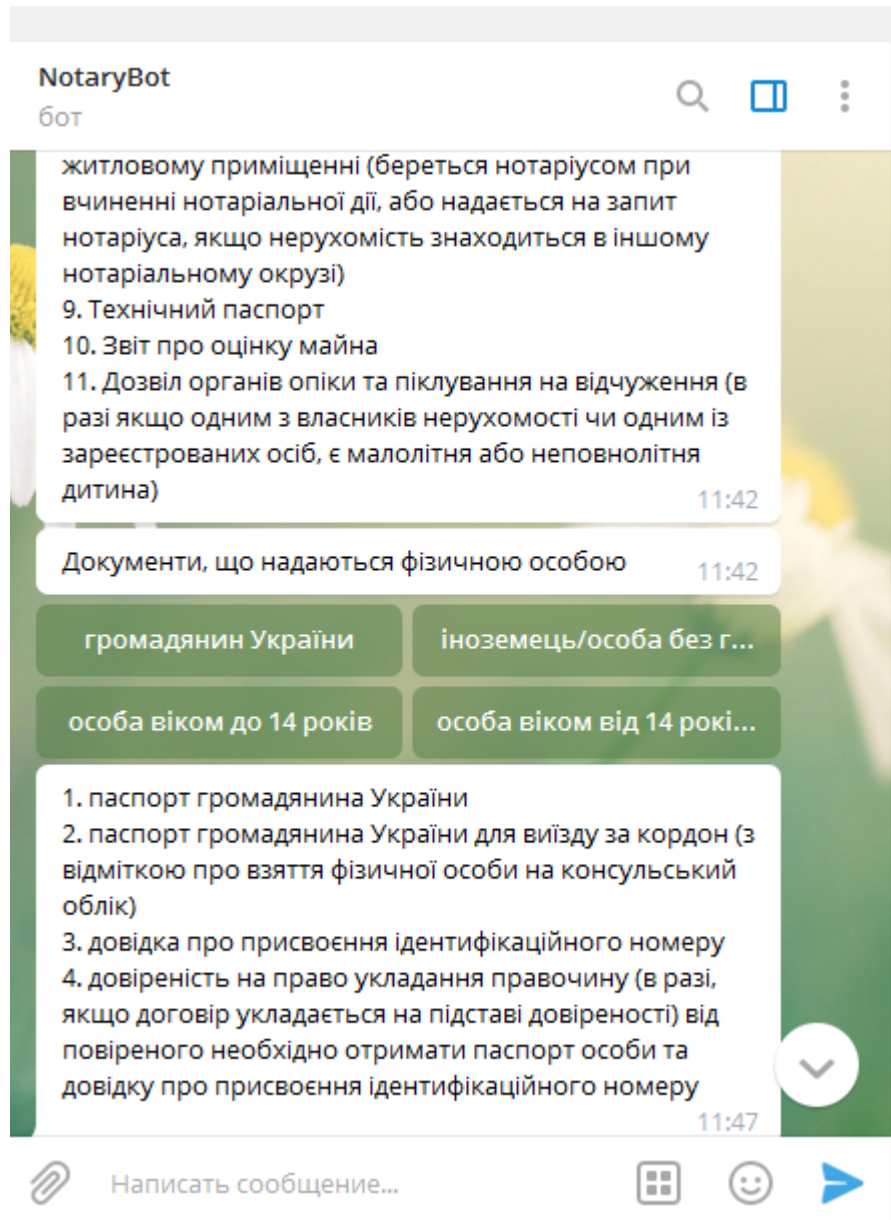 NotaryBot
бот
житловому приміщенні (береться нотаріусом при
вчиненні нотаріальної дії, або надається на запит
нотаріуса, якщо нерухомість знаходиться в іншому
нотаріальному окрузі)
9. Технічний паспорт
10. Звіт про оцінку майна
11. Дозвіл органів опіки та піклування на відчуження (в
разі якщо одним з власників нерухомості чи одним із
зареєстрованих осіб, є малолітня або неповнолітня
дитина)
11:42
Документи, що надаються фізичною особою
11:42
громадянин України
іноземець/особа без г...
особа віком до 14 років
особа віком від 14 рокі...
1. паспорт громадянина України
2. паспорт громадянина України для виїзду за кордон (з
відміткою про взяття фізичної особи на консульський
облік)
3. довідка про присвоєння ідентифікаційного номеру
4. довіреність на право укладання правочину (в разі,
якщо договір укладається на підставі довіреності) від
повіреного необхідно отримати паспорт особи та
довідку про присвоєння ідентифікаційного номеру
11:47
Написать сообщение...